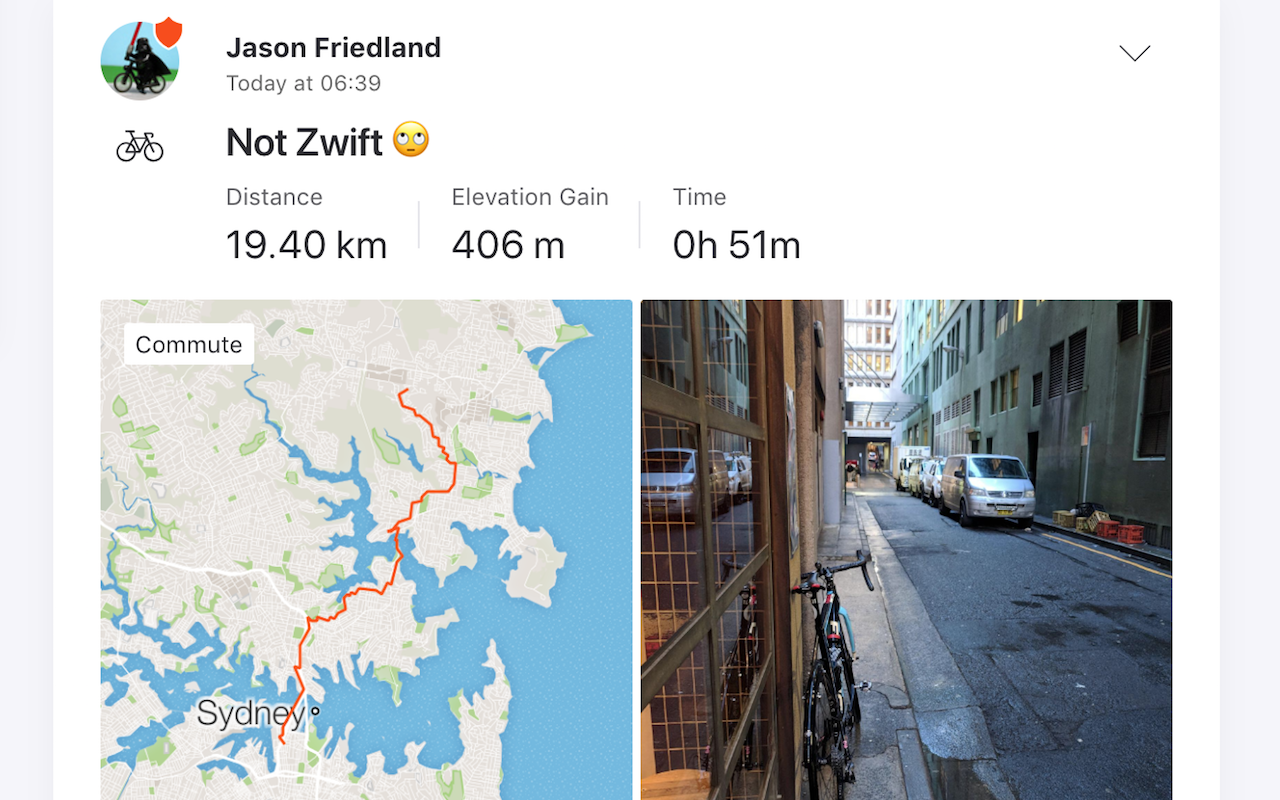 Jason Friedland
Today at 06:39
Not Zwift 🙄
Distance
Elevation Gain
Time
19.40 km
406 m
0h 51m
Commute
Sydney